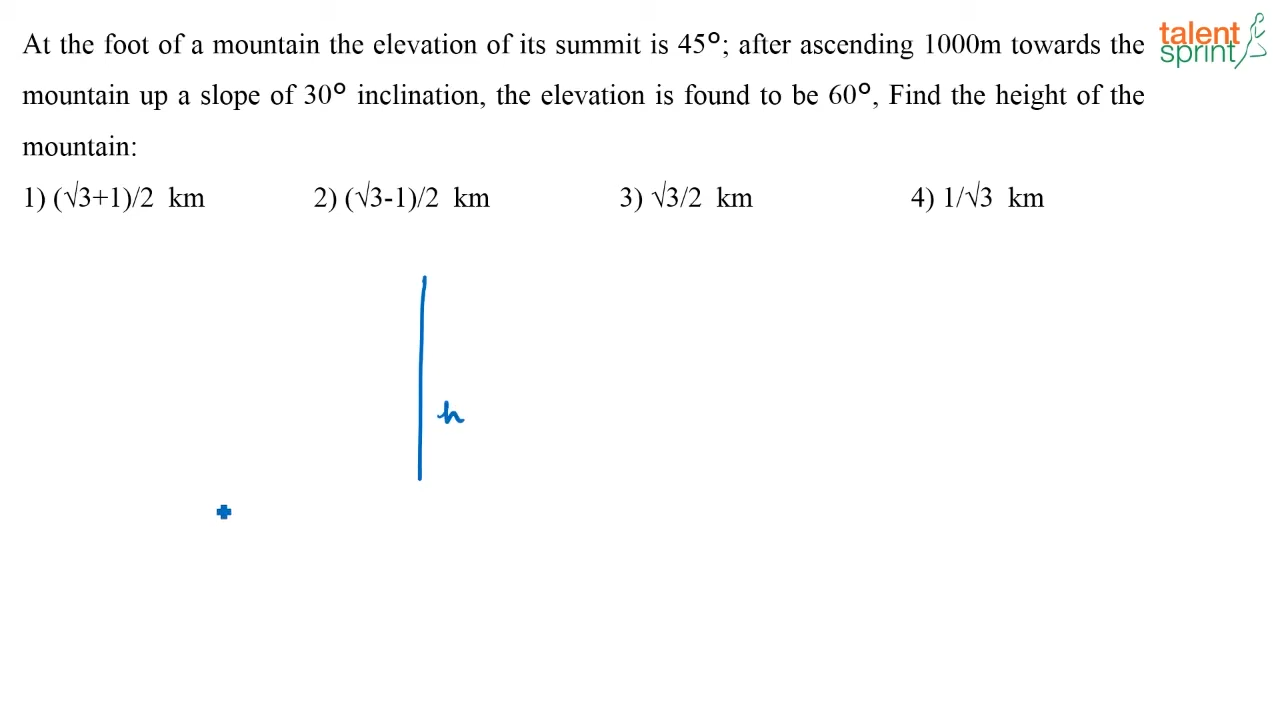 At the foot of a mountain the elevation of its summit is 45°; after ascending 1000m towards the
mountain up a slope of 30° inclination, the elevation is found to be 60°, Find the height of the
mountain:
1) (√3+1)/2 km 2) (√3-1)/2 km 3) √3/2 km 4) 1/√3 km
talent
sprint
h